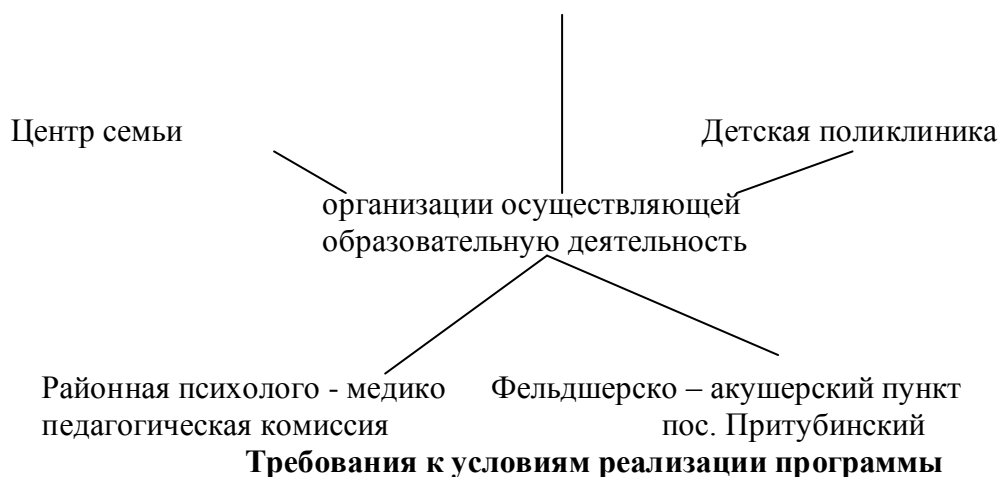 Центр семьи Детская поликлиника
организации осуществляющей
образовательную деятельность
Районная психолого - медико Фельдшерско – акушерский пункт
педагогическая комиссия пос. Притубинский
Требования к условиям реализации программы